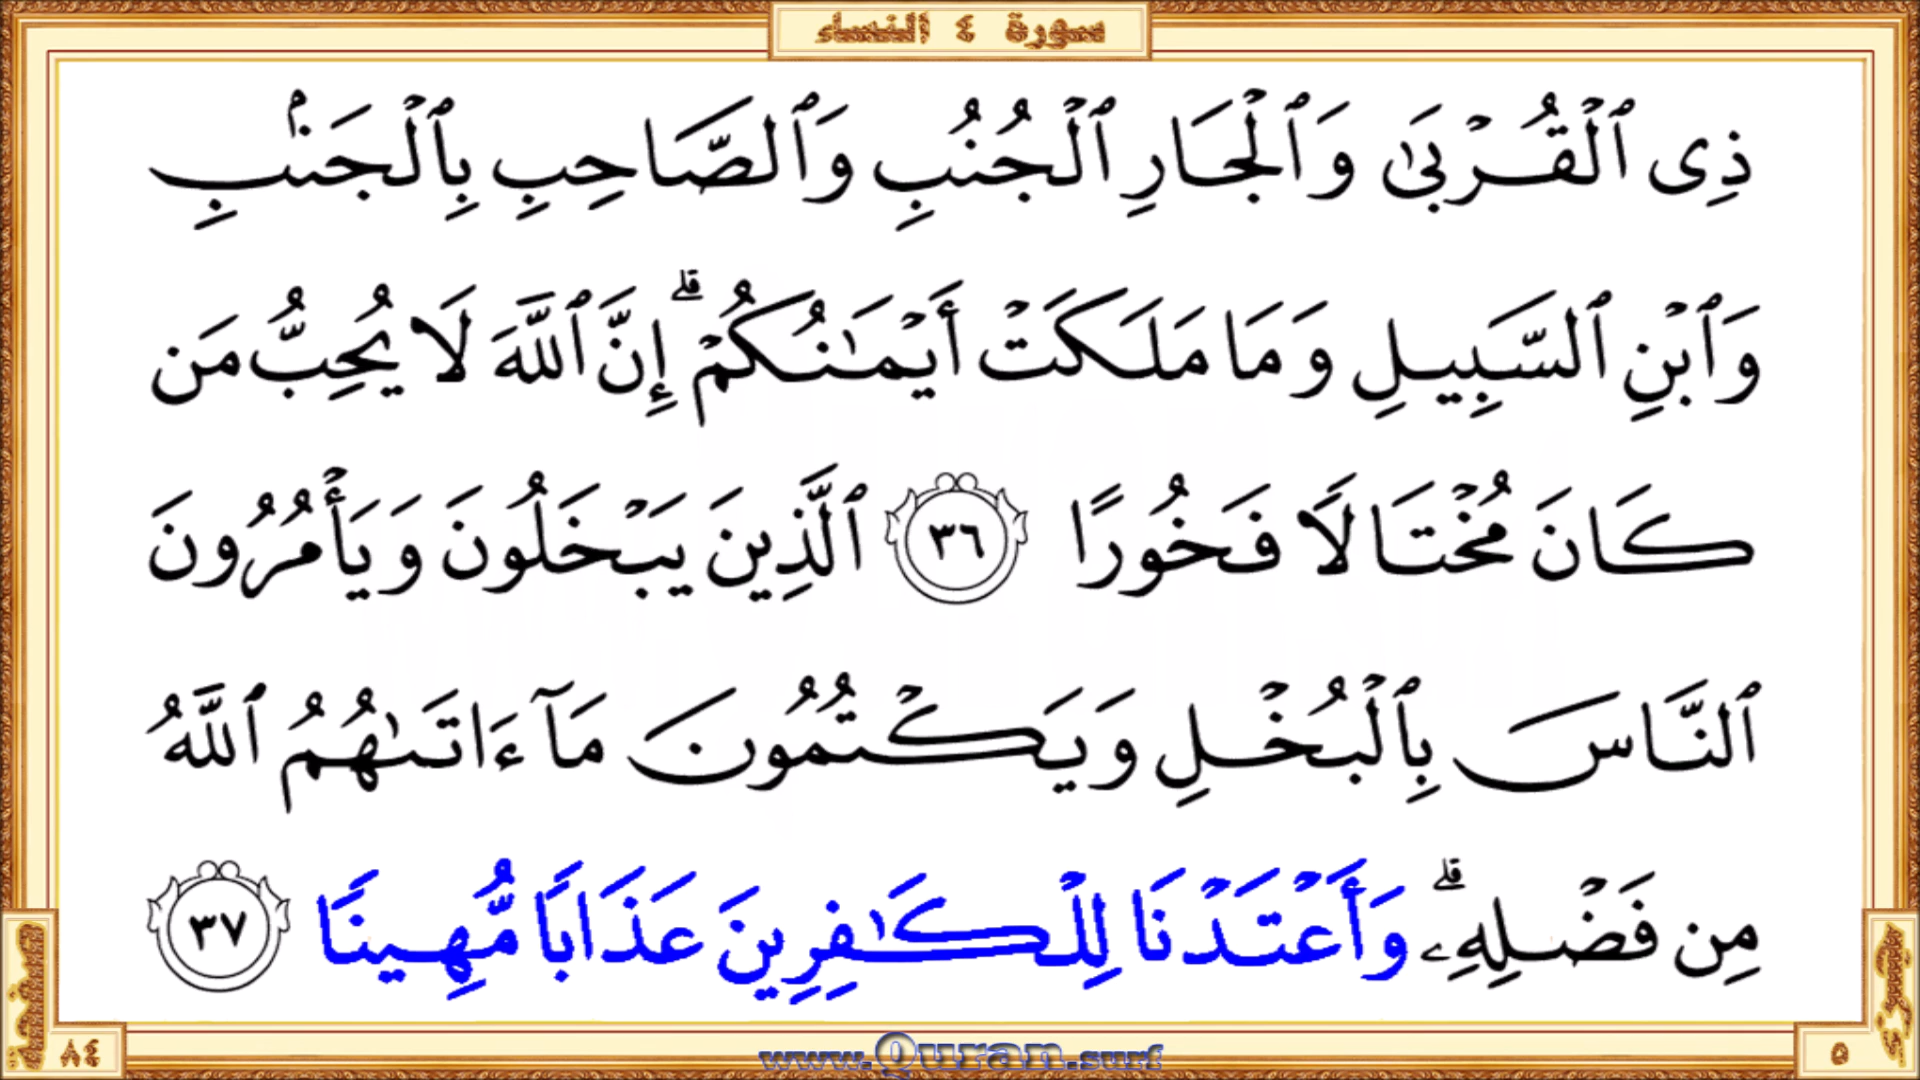 سورة ٤ النساء
ذِى ٱلْقُرْبَىٰ وَٱلْجَارِ ٱلْجُنُبِ وَٱلصَّاحِبِ بِٱلْجَنۢبِ
وَٱبْنِ ٱلسَّبِيلِ وَمَا مَلَكَتْ أَيْمَـٰنُكُمْ ۗ إِنَّ ٱللَّهَ لَا يُحِبُّ مَن
كَانَ مُخْتَالًا فَخُورًا ٣٦ ٱلَّذِينَ يَبْخَلُونَ وَيَأْمُرُونَ
ٱلنَّاسَ بِٱلْبُخْلِ وَيَكْتُمُونَ مَآ ءَاتَىٰهُمُ ٱللَّهُ
مِن فَضْلِهِۦ ۗ وَأَعْتَدْنَا لِلْكَـٰفِرِينَ عَذَابًا مُّهِينًا ٣٧
صفحة ٨٤
www.Quran.surf
٥